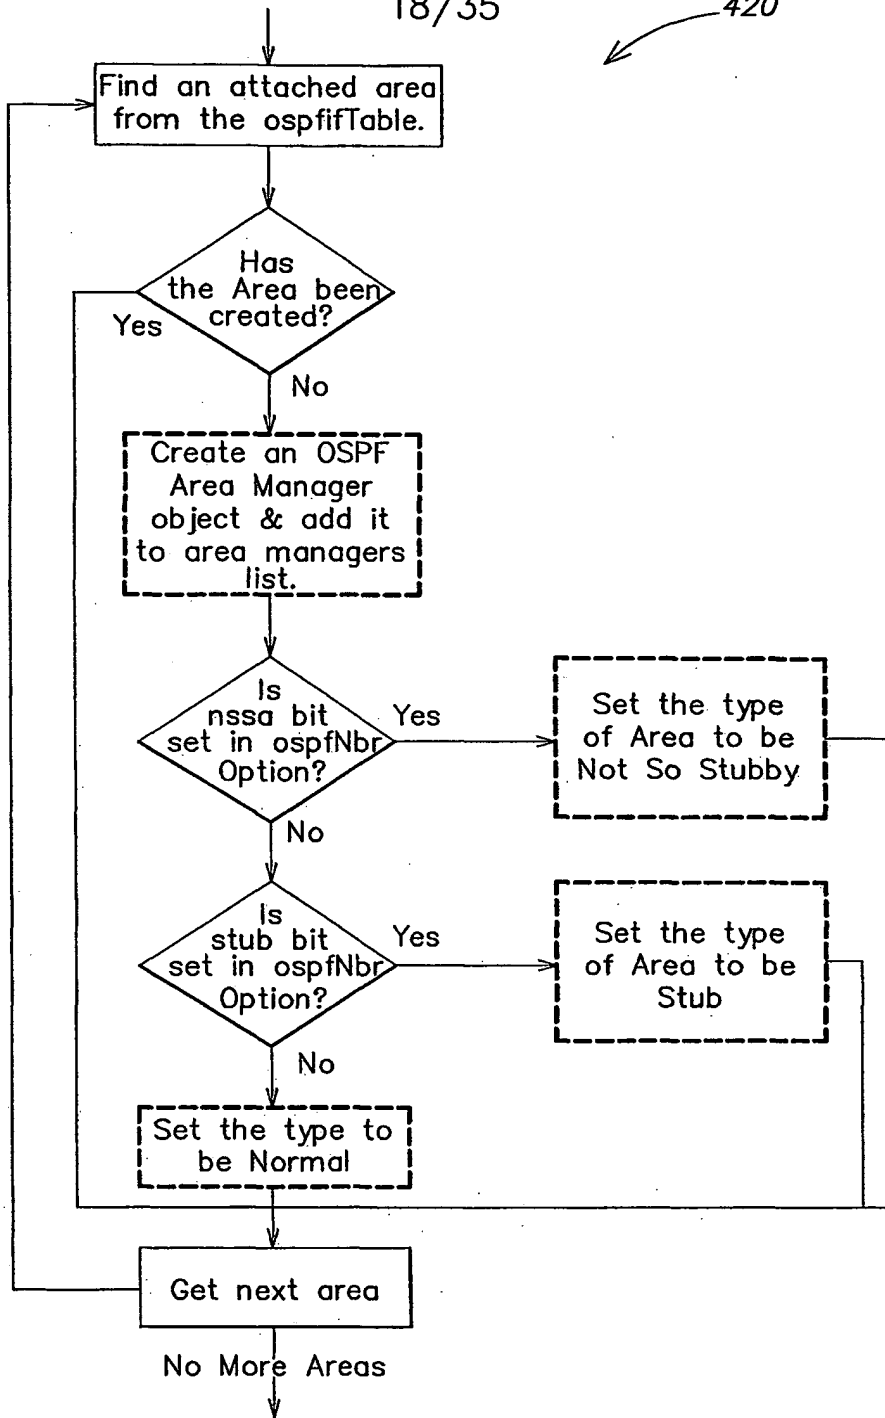 18/35
420
Find an attached area
from the ospfifTable.
Has
the Area been
created?
Yes
No
Create an OSPF
Area Manager
object & add it
to area managers
list.
Is
nssa bit
set in ospfNbr
Option?
Yes
Set the type
of Area to be
Not So Stubby
No
Is
stub bit
set in ospfNbr
Option?
Yes
Set the type
of Area to be
Stub
No
Set the type to
be Normal
Get next area
No More Areas